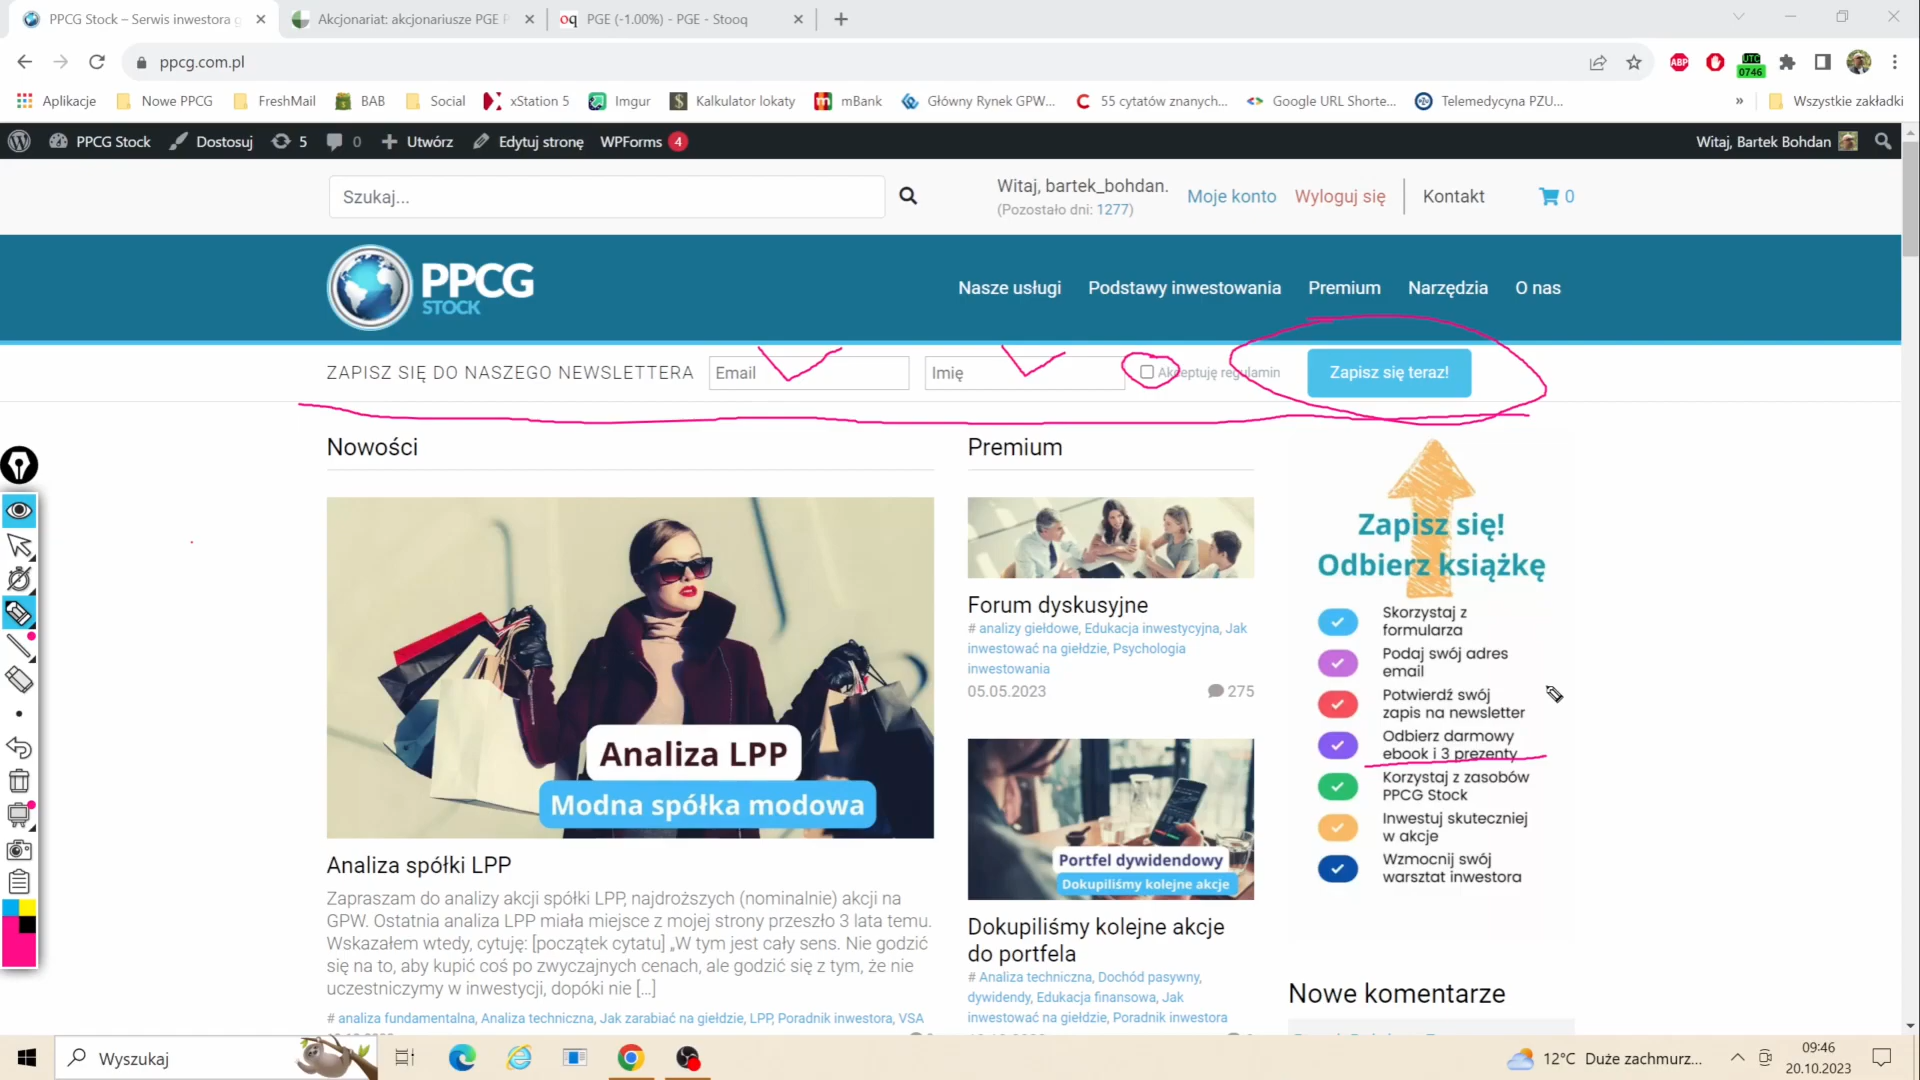 PPCG Stock – Serwis inwestora g
Akcjonariat: akcjonariusze PGE P
oq PGE (-1.00%) - PGE - Stooq
ppcg.com.pl
ABP
UTC
0746
Aplikacje
Nowe PPCG
FreshMail
BAB
Social
xStation 5
Imgur
Kalkulator lokaty
mBank
Główny Rynek GPW...
55 cytatów znanych...
Google URL Shorte...
Telemedycyna PZU...
»
Wszystkie zakładki
PPCG Stock
Dostosuj
5
0
Utwórz
Edytuj stronę
WPForms 4
Witaj, Bartek Bohdan
Szukaj...
Witaj, bartek_bohdan.
(Pozostało dni: 1277)
Moje konto
Wyloguj się
Kontakt
0
PPCG
STOCK
Nasze usługi
Podstawy inwestowania
Premium
Narzędzia
O nas
ZAPISZ SIĘ DO NASZEGO NEWSLETTERA
Email
Imię
Akceptuję regulamin
Zapisz się teraz!
Nowości
Analiza LPP
Modna spółka modowa
Analiza spółki LPP
Zapraszam do analizy akcji spółki LPP, najdroższych (nominalnie) akcji na
GPW. Ostatnia analiza LPP miała miejsce z mojej strony przeszło 3 lata temu.
Wskazałem wtedy, cytuję: [początek cytatu] „W tym jest cały sens. Nie godzić
się na to, aby kupić coś po zwyczajnych cenach, ale godzić się z tym, że nie
uczestniczymy w inwestycji, dopóki nie [...]
# analiza fundamentalna, Analiza techniczna, Jak zarabiać na giełdzie, LPP, Poradnik inwestora, VSA
Premium
Forum dyskusyjne
# analizy giełdowe, Edukacja inwestycyjna, Jak
inwestować na giełdzie, Psychologia
inwestowania
05.05.2023
275
Portfel dywidendowy
Dokupiliśmy kolejne akcje
Dokupiliśmy kolejne akcje
do portfela
# Analiza techniczna, Dochód pasywny,
dywidendy, Edukacja finansowa, Jak
inwestować na giełdzie, Poradnik inwestora
Zapisz się!
Odbierz książkę
Skorzystaj z
formularza
Podaj swój adres
email
Potwierdź swój
zapis na newsletter
Odbierz darmowy
ebook i 3 prezenty
Korzystaj z zasobów
PPCG Stock
Inwestuj skuteczniej
w akcje
Wzmocnij swój
warsztat inwestora
Nowe komentarze
Wyszukaj
12°C Duże zachmurz...
09:46
20.10.2023